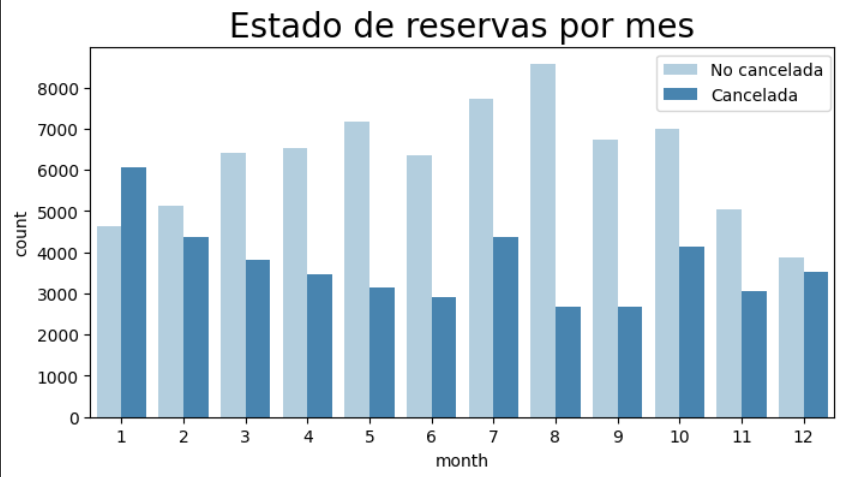 Estado de reservas por mes
No cancelada
Cancelada
count
8000
7000
6000
5000
4000
3000
2000
1000
0
1 2 3 4 5 6 7 8 9 10 11 12
month